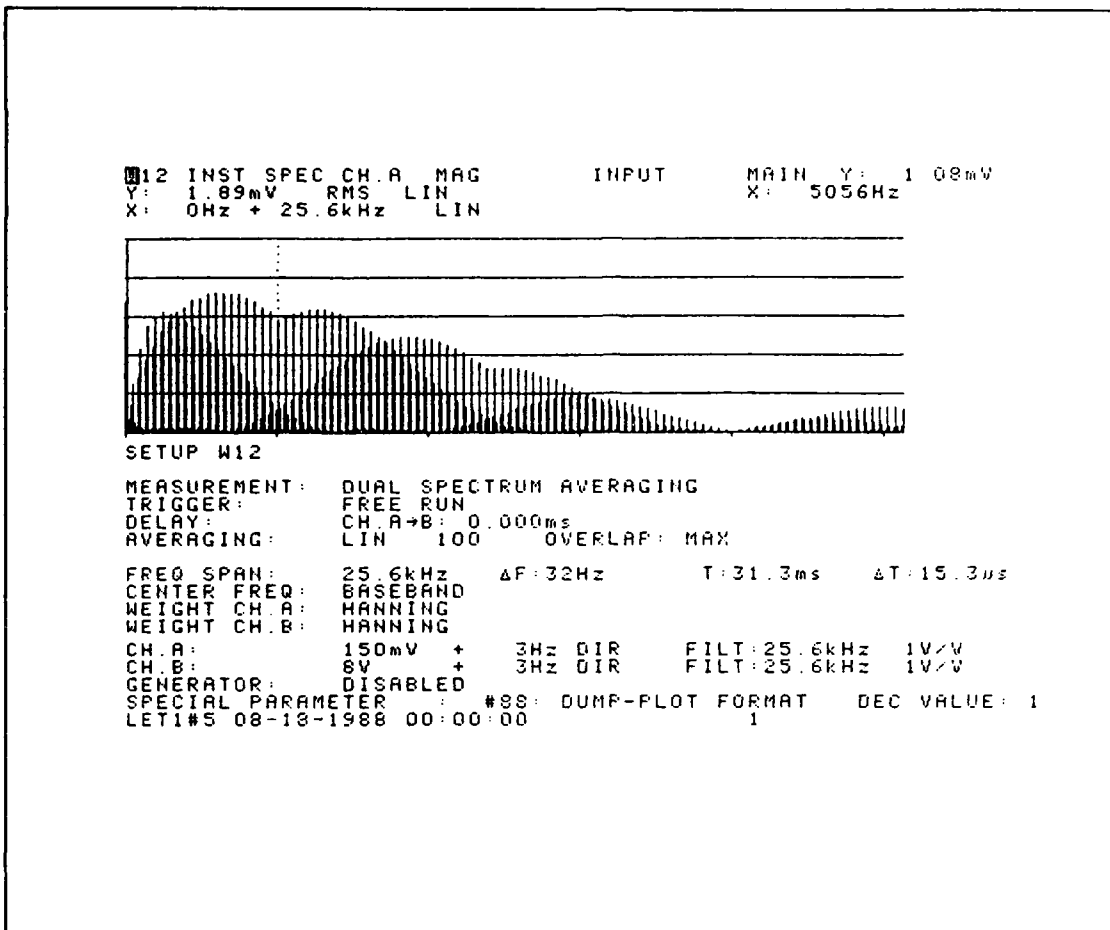 W12 INST SPEC CH.A MAG INPUT MAIN Y: 1.08mV
Y: 1.89mV RMS LIN X: 5056Hz
X: 0Hz + 25.6kHz LIN
SETUP W12
MEASUREMENT: DUAL SPECTRUM AVERAGING
TRIGGER: FREE RUN
DELAY: CH.A→B: 0.000ms
AVERAGING: LIN 100 OVERLAP: MAX
FREQ SPAN: 25.6kHz ΔF:32Hz T:31.3ms ΔT:15.3µs
CENTER FREQ: BASEBAND
WEIGHT CH.A: HANNING
WEIGHT CH.B: HANNING
CH.A: 150mV + 3Hz DIR FILT:25.6kHz 1V/V
CH.B: 8V + 3Hz DIR FILT:25.6kHz 1V/V
GENERATOR: DISABLED
SPECIAL PARAMETER : #88: DUMP-PLOT FORMAT DEC VALUE: 1
LET1#5 08-18-1988 00:00:00 1